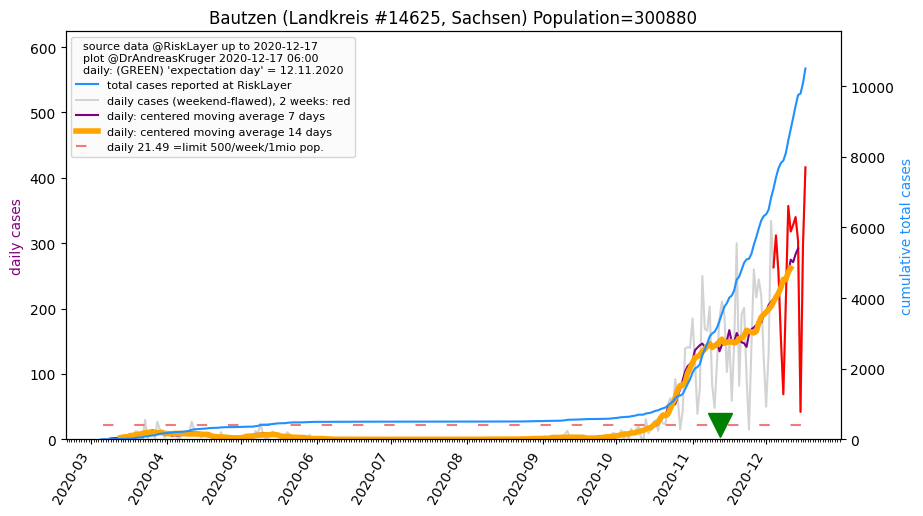 Bautzen (Landkreis #14625, Sachsen) Population=300880
source data @RiskLayer up to 2020-12-17
plot @DrAndreasKruger 2020-12-17 06:00
daily: (GREEN) 'expectation day' = 12.11.2020
total cases reported at RiskLayer
daily cases (weekend-flawed), 2 weeks: red
daily: centered moving average 7 days
daily: centered moving average 14 days
daily 21.49 =limit 500/week/1mio pop.
daily cases
600
500
400
300
200
100
0
cumulative total cases
10000
8000
6000
4000
2000
0
2020-03
2020-04
2020-05
2020-06
2020-07
2020-08
2020-09
2020-10
2020-11
2020-12